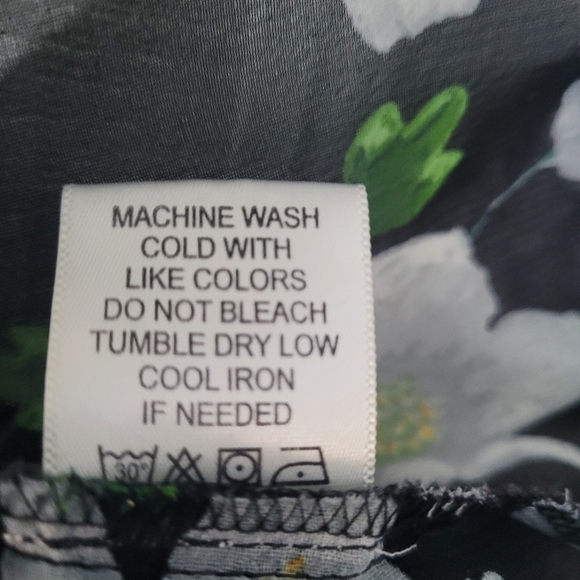 MACHINE WASH
COLD WITH
LIKE COLORS
DO NOT BLEACH
TUMBLE DRY LOW
COOL IRON
IF NEEDED
30°